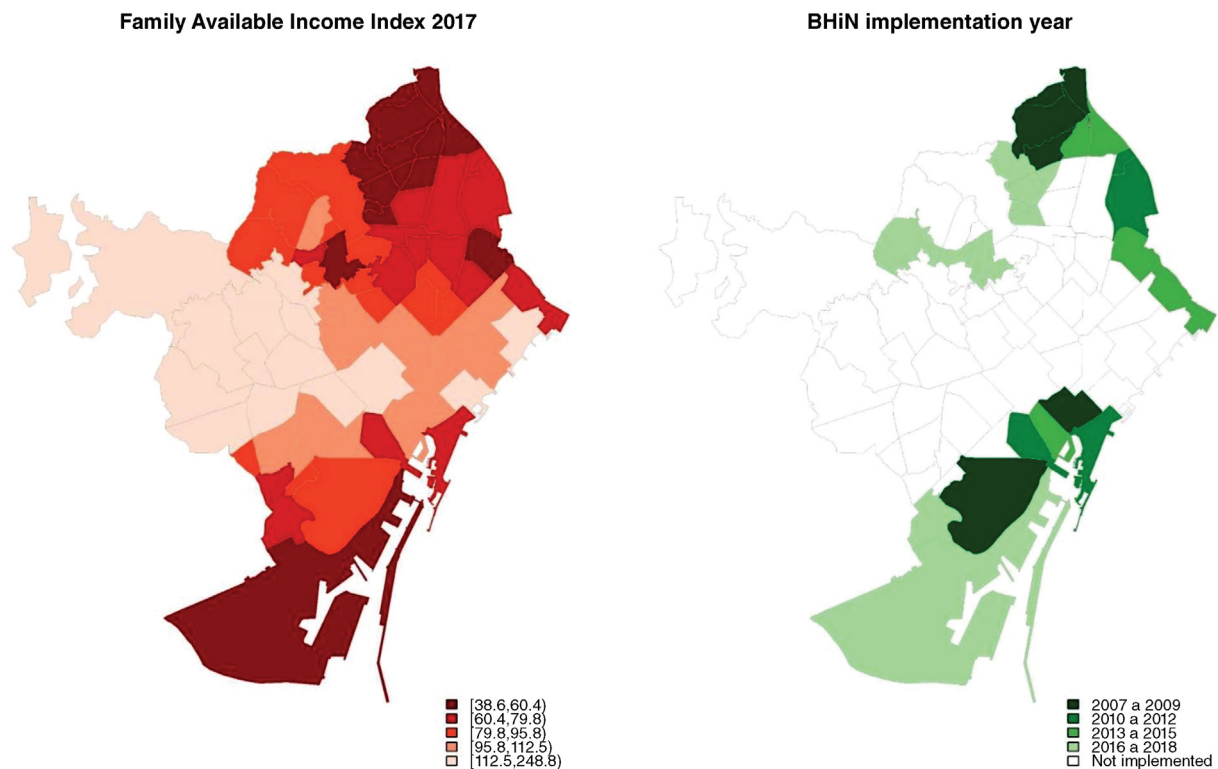 Family Available Income Index 2017
BHiN implementation year
[38.6,60.4)
[60.4,79.8)
[79.8,95.8)
[95.8,112.5)
[112.5,248.8)
2007 a 2009
2010 a 2012
2013 a 2015
2016 a 2018
Not implemented